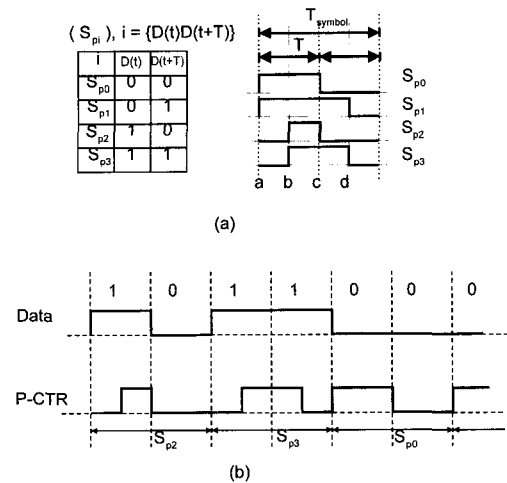 ( Spi ), i = {D(t)D(t+T)}
i D(t) D(t+T)
Sp0 0 0
Sp1 0 1
Sp2 1 0
Sp3 1 1
Tsymbol
T
Sp0
Sp1
Sp2
Sp3
a b c d
(a)
1 0 1 1 0 0 0
Data
P-CTR
Sp2 Sp3 Sp0
(b)